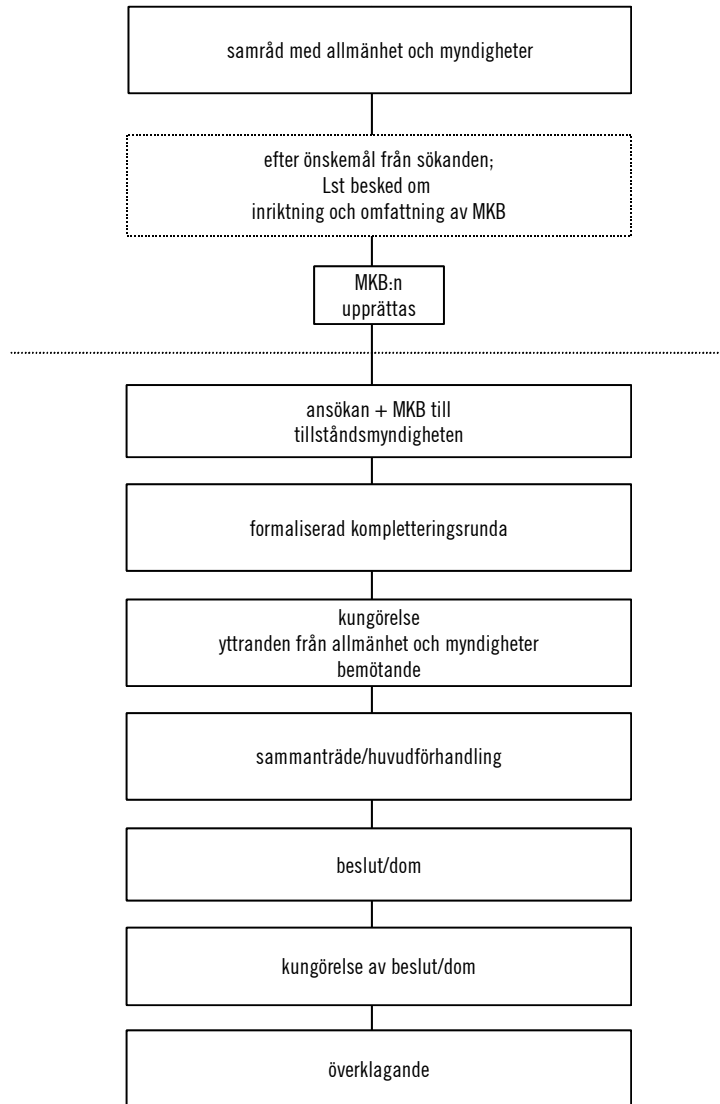 samråd med allmänhet och myndigheter
efter önskemål från sökanden;
Lst besked om
inriktning och omfattning av MKB
MKB:n
upprättas
ansökan + MKB till
tillståndsmyndigheten
formaliserad kompletteringsrunda
kungörelse
yttranden från allmänhet och myndigheter
bemötande
sammanträde/huvudförhandling
beslut/dom
kungörelse av beslut/dom
överklagande